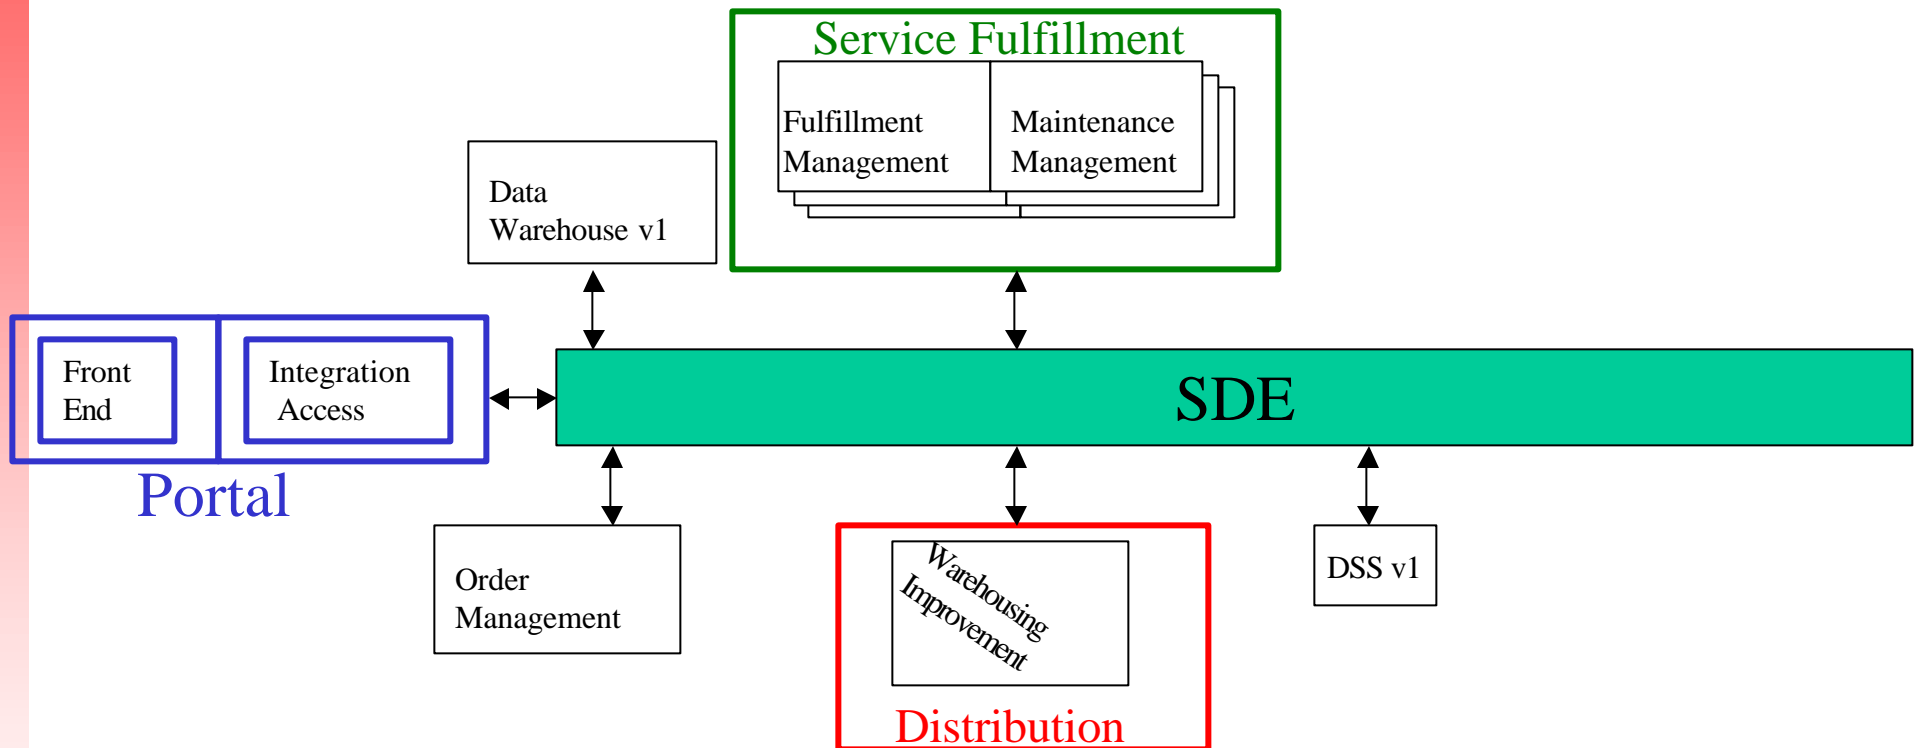 Service Fulfillment
Fulfillment
Management
Maintenance
Management
Data
Warehouse v1
Front
End
Integration
Access
SDE
Portal
Order
Management
Warehousing
Improvement
DSS v1
Distribution